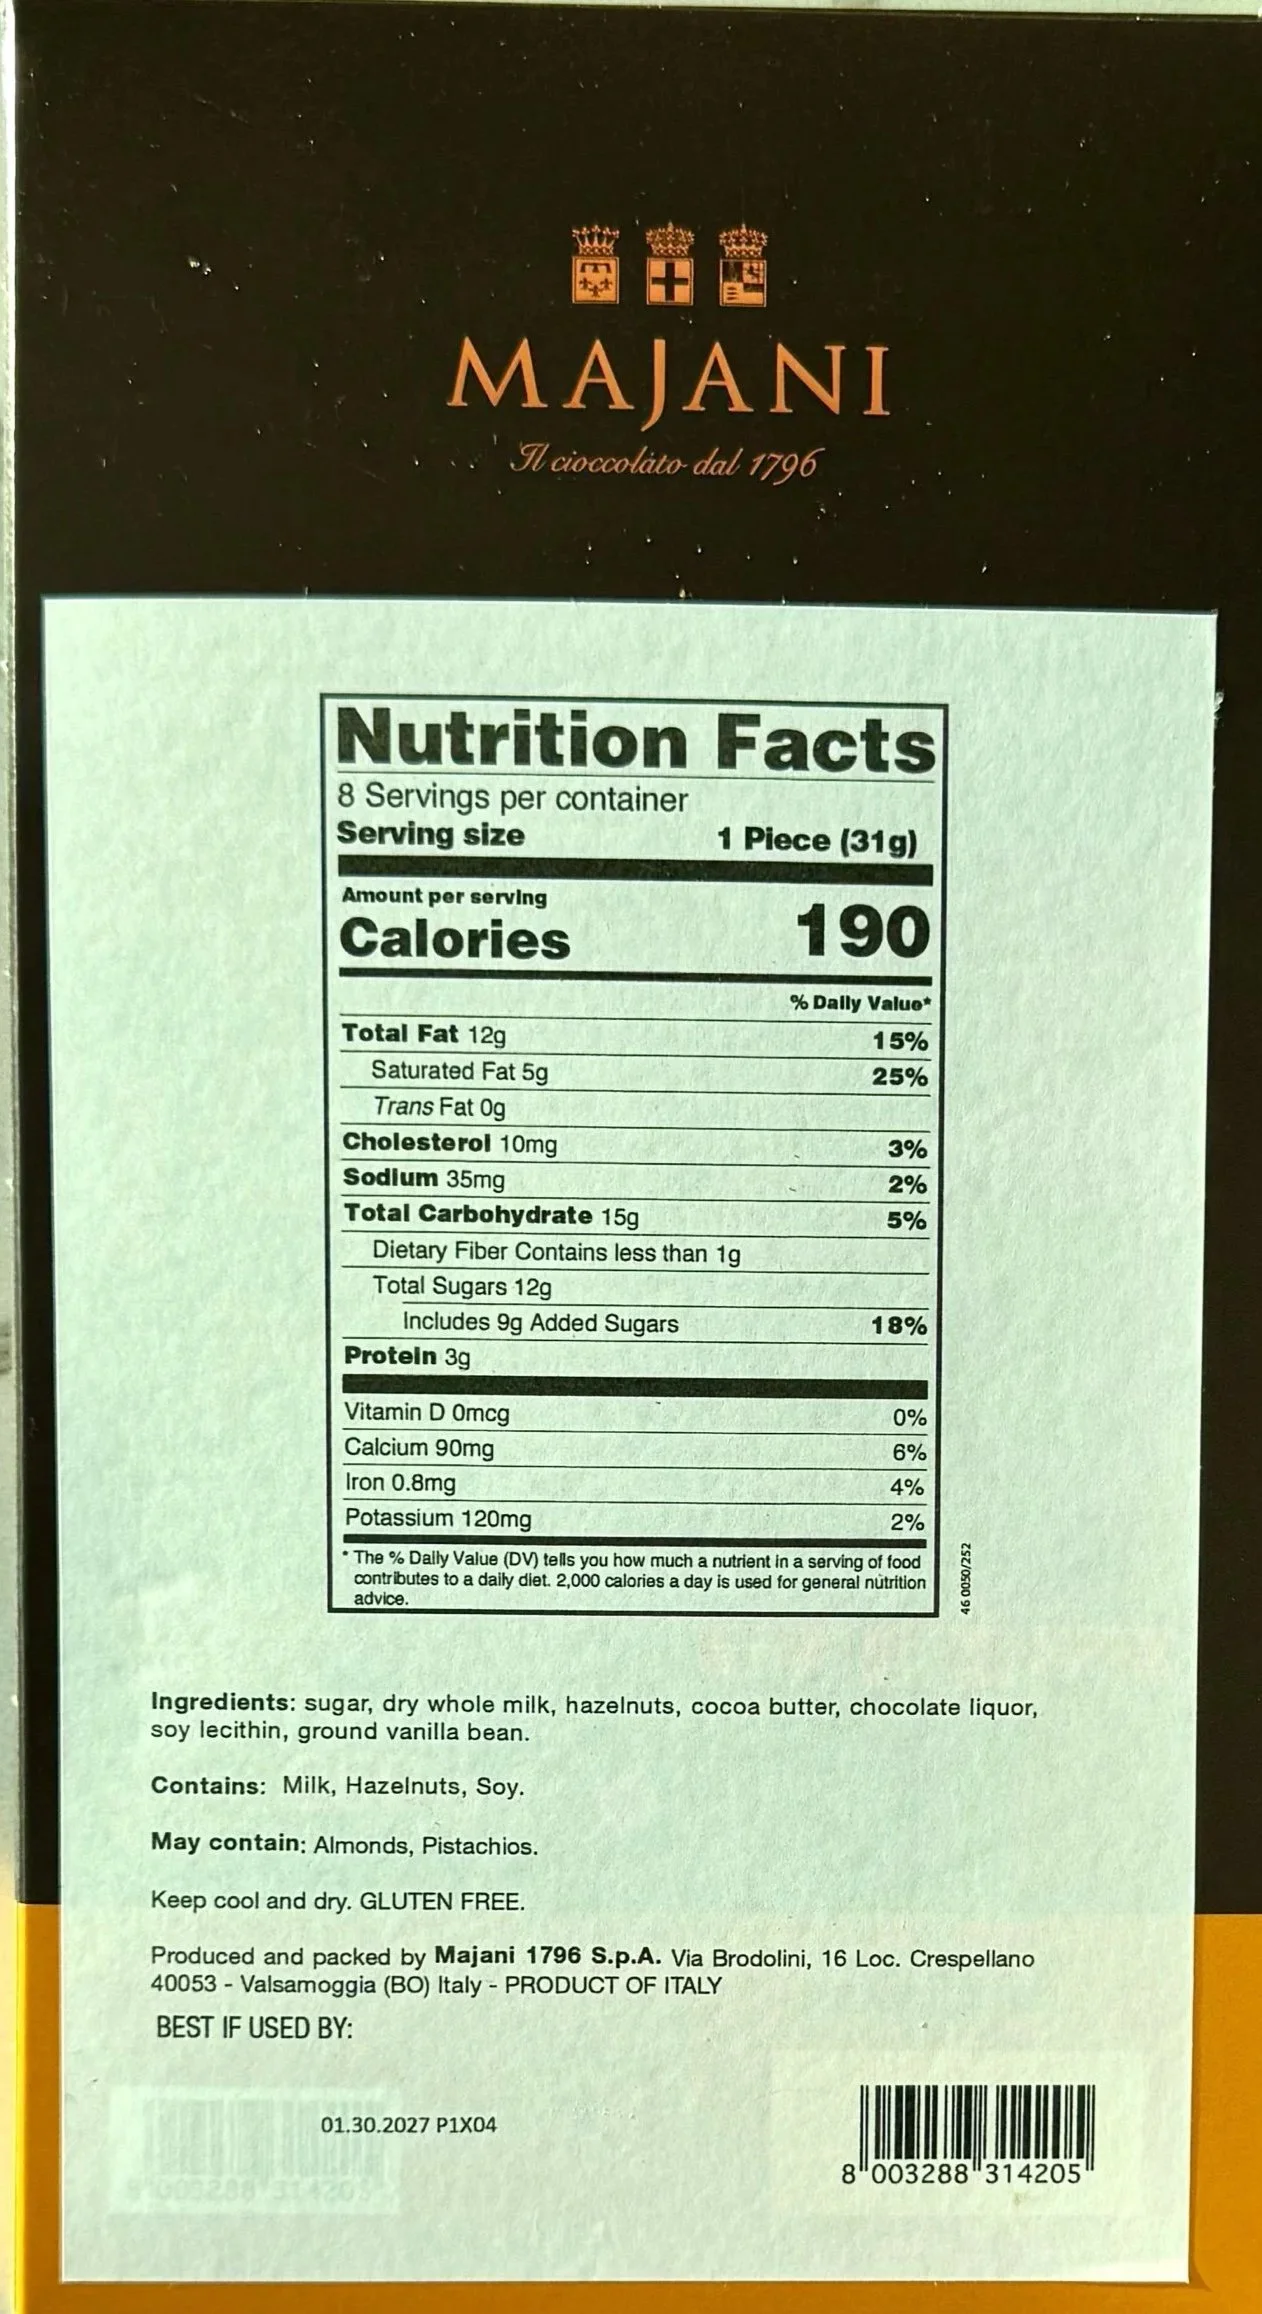 MAJANI
Il cioccolato dal 1796
Nutrition Facts
8 Servings per container
Serving size 1 Piece (31g)
Amount per serving
Calories 190
% Daily Value*
Total Fat 12g 15%
Saturated Fat 5g 25%
Trans Fat 0g
Cholesterol 10mg 3%
Sodium 35mg 2%
Total Carbohydrate 15g 5%
Dietary Fiber Contains less than 1g
Total Sugars 12g
Includes 9g Added Sugars 18%
Protein 3g
Vitamin D 0mcg 0%
Calcium 90mg 6%
Iron 0.8mg 4%
Potassium 120mg 2%
* The % Daily Value (DV) tells you how much a nutrient in a serving of food
contributes to a daily diet. 2,000 calories a day is used for general nutrition
advice.
46 0050/252
Ingredients: sugar, dry whole milk, hazelnuts, cocoa butter, chocolate liquor,
soy lecithin, ground vanilla bean.
Contains: Milk, Hazelnuts, Soy.
May contain: Almonds, Pistachios.
Keep cool and dry. GLUTEN FREE.
Produced and packed by Majani 1796 S.p.A. Via Brodolini, 16 Loc. Crespellano
40053 - Valsamoggia (BO) Italy - PRODUCT OF ITALY
BEST IF USED BY:
01.30.2027 P1X04
8 003288 314205